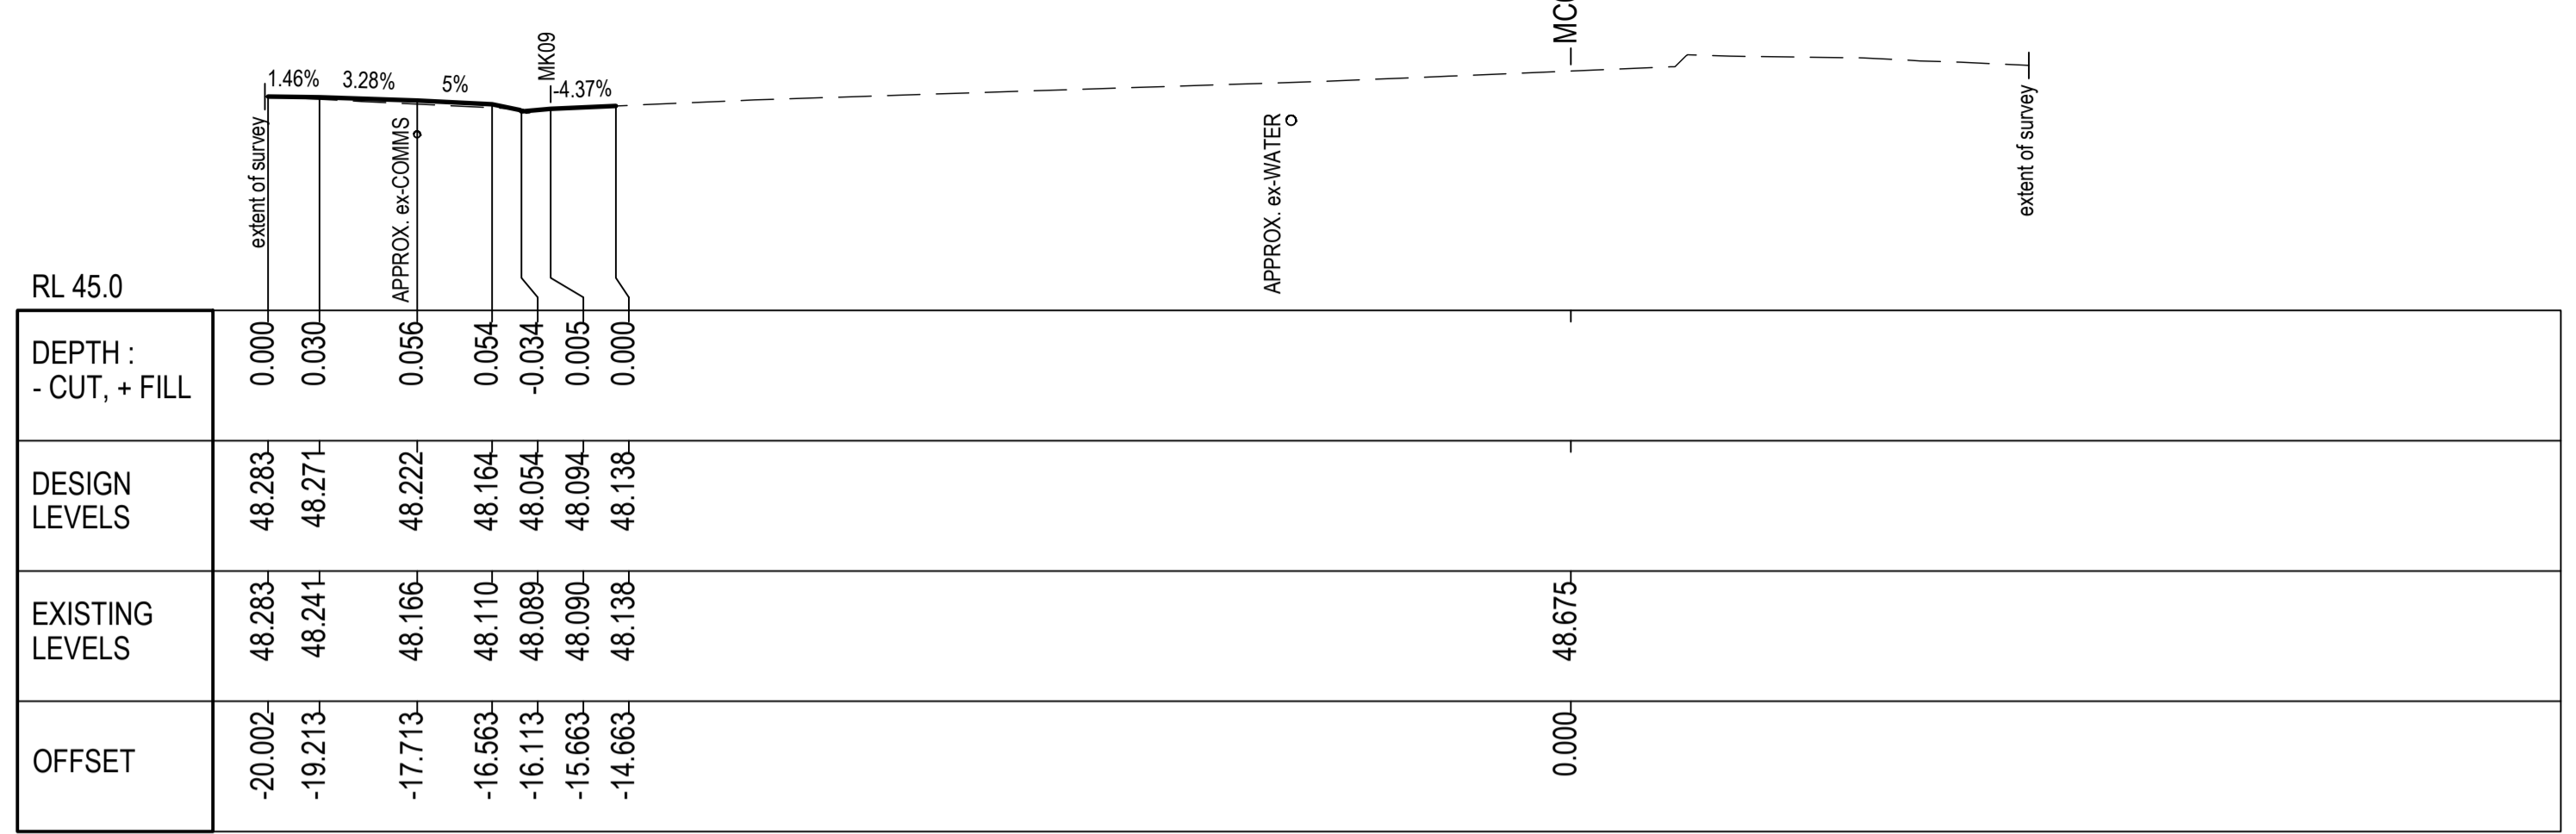 MC0
MK09
1.46% 3.28% 5% -4.37%
extent of survey
APPROX. ex-COMMS
APPROX. ex-WATER
extent of survey
RL 45.0
DEPTH :
- CUT, + FILL
0.000 0.030 0.056 0.054 -0.034 0.005 0.000
DESIGN
LEVELS
48.283 48.271 48.222 48.164 48.054 48.094 48.138
EXISTING
LEVELS
48.283 48.241 48.166 48.110 48.089 48.090 48.138 48.675
OFFSET
-20.002 -19.213 -17.713 -16.563 -16.113 -15.663 -14.663 0.000